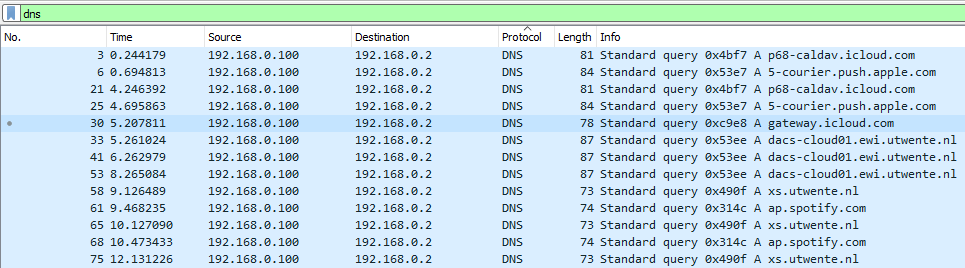 dns
No. Time Source Destination Protocol Length Info
3 0.244179 192.168.0.100 192.168.0.2 DNS 81 Standard query 0x4bf7 A p68-caldav.icloud.com
6 0.694813 192.168.0.100 192.168.0.2 DNS 84 Standard query 0x53e7 A 5-courier.push.apple.com
21 4.246392 192.168.0.100 192.168.0.2 DNS 81 Standard query 0x4bf7 A p68-caldav.icloud.com
25 4.695863 192.168.0.100 192.168.0.2 DNS 84 Standard query 0x53e7 A 5-courier.push.apple.com
30 5.207811 192.168.0.100 192.168.0.2 DNS 78 Standard query 0xc9e8 A gateway.icloud.com
33 5.261024 192.168.0.100 192.168.0.2 DNS 87 Standard query 0x53ee A dacs-cloud01.ewi.utwente.nl
41 6.262979 192.168.0.100 192.168.0.2 DNS 87 Standard query 0x53ee A dacs-cloud01.ewi.utwente.nl
53 8.265084 192.168.0.100 192.168.0.2 DNS 87 Standard query 0x53ee A dacs-cloud01.ewi.utwente.nl
58 9.126489 192.168.0.100 192.168.0.2 DNS 73 Standard query 0x490f A xs.utwente.nl
61 9.468235 192.168.0.100 192.168.0.2 DNS 74 Standard query 0x314c A ap.spotify.com
65 10.127090 192.168.0.100 192.168.0.2 DNS 73 Standard query 0x490f A xs.utwente.nl
68 10.473433 192.168.0.100 192.168.0.2 DNS 74 Standard query 0x314c A ap.spotify.com
75 12.131226 192.168.0.100 192.168.0.2 DNS 73 Standard query 0x490f A xs.utwente.nl